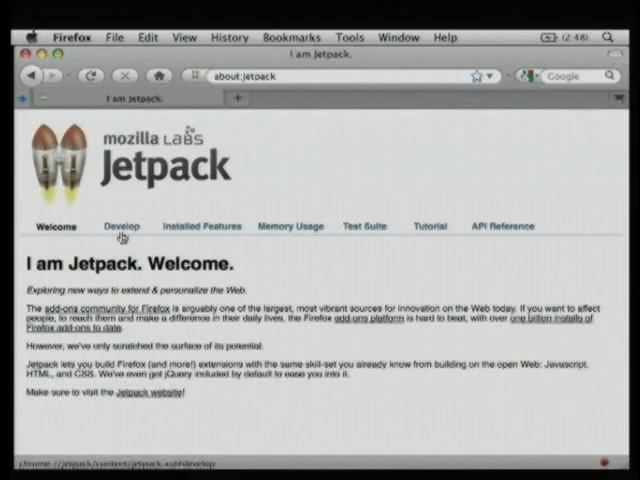 Firefox File Edit View History Bookmarks Tools Window Help (2:48)
I am Jetpack.
about:jetpack Google
I am Jetpack.
mozilla LABS
Jetpack
Welcome Develop Installed Features Memory Usage Test Suite Tutorial API Reference
I am Jetpack. Welcome.
Exploring new ways to extend & personalize the Web.
The add-ons community for Firefox is arguably one of the largest, most vibrant sources for innovation on the Web today. If you want to affect
people, to reach them and make a difference in their daily lives, the Firefox add-ons platform is hard to beat, with over one billion installs of
Firefox add-ons to date.
However, we've only scratched the surface of its potential.
Jetpack lets you build Firefox (and more!) extensions with the same skill-set you already know from building on the open Web: Javascript,
HTML, and CSS. We've even got jQuery included by default to ease you into it.
Make sure to visit the Jetpack website!
chrome://jetpack/content/jetpack.xul#develop